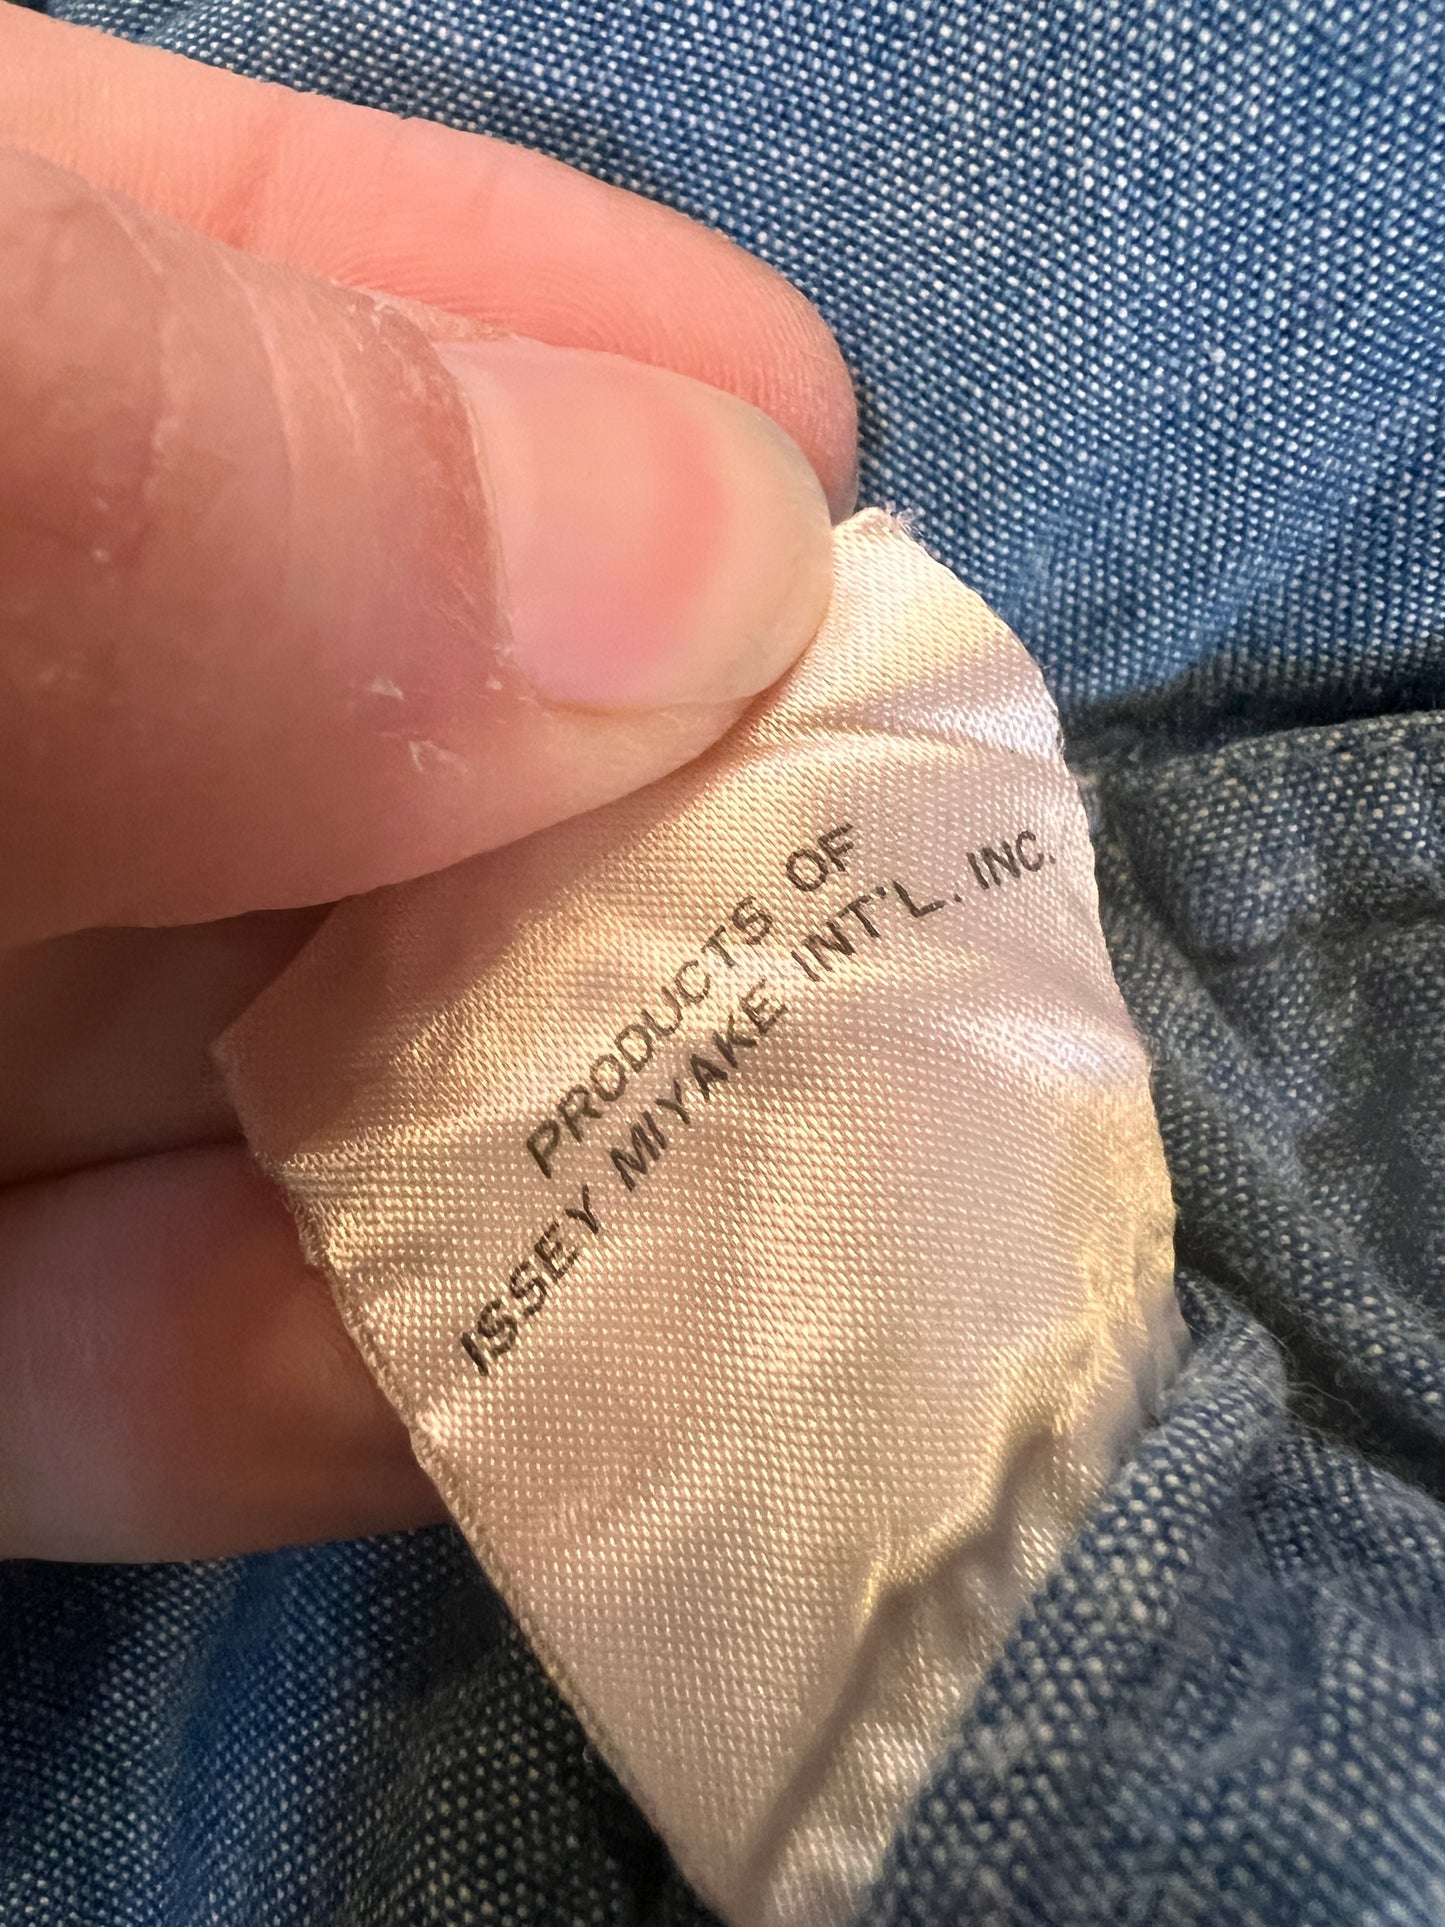 PRODUCTS OF
ISSEY MIYAKE INT'L. INC.